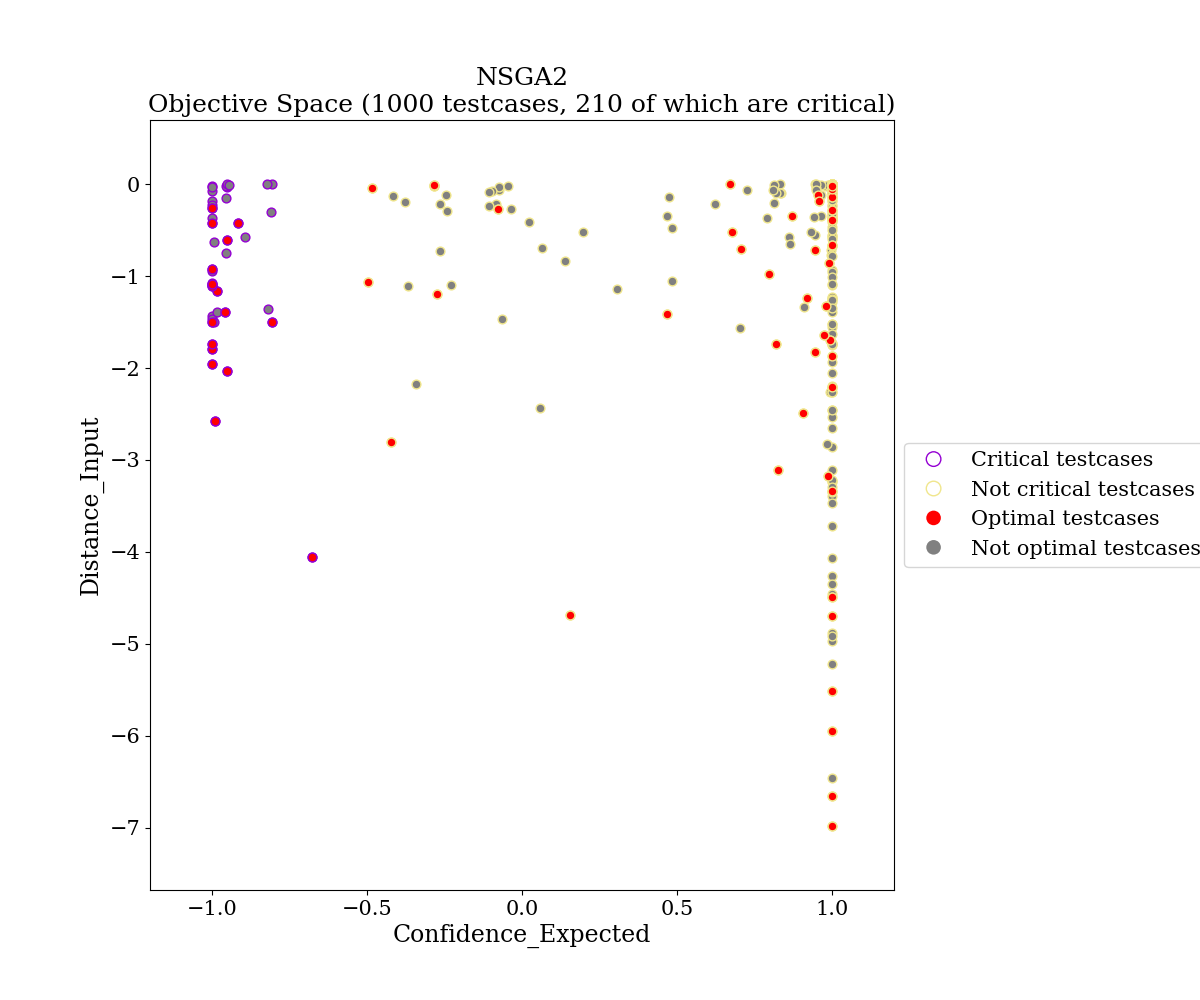 NSGA2
Objective Space (1000 testcases, 210 of which are critical)
0
−1
−2
−3
−4
−5
−6
−7
Distance_Input
−1.0
−0.5
0.0
0.5
1.0
Confidence_Expected
Critical testcases
Not critical testcases
Optimal testcases
Not optimal testcases